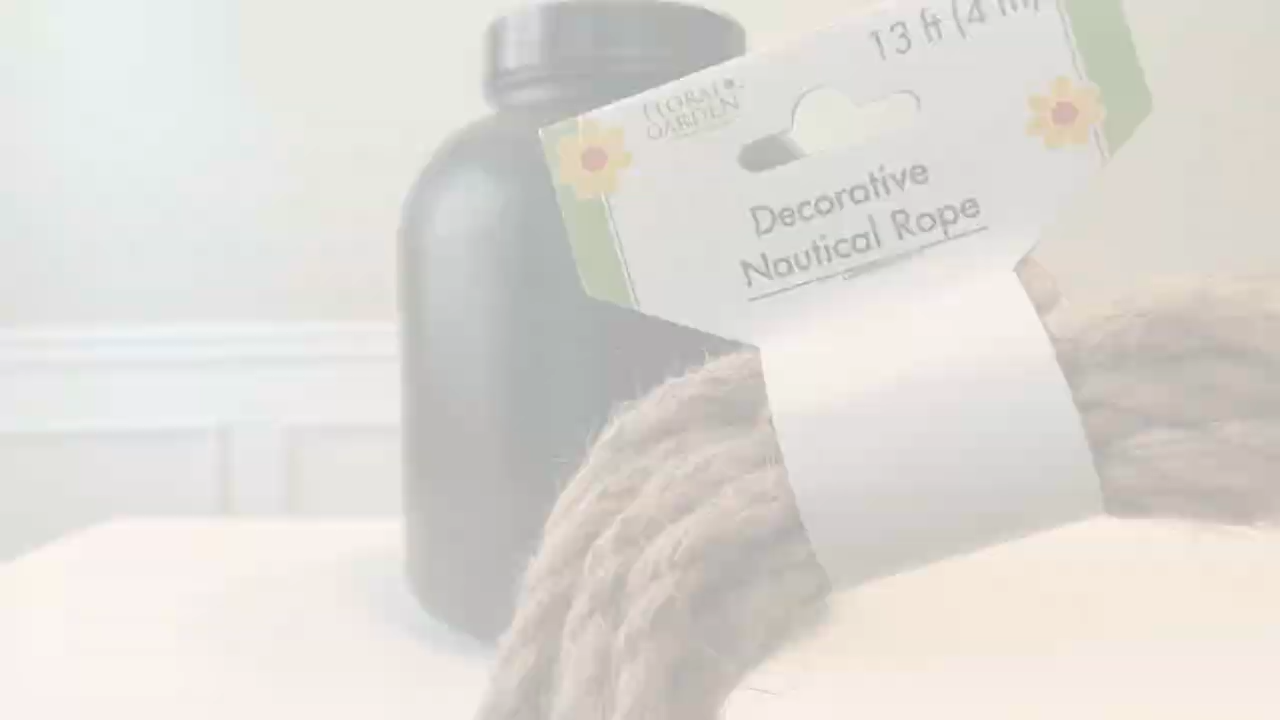 13 ft (4 m)
FLORAL
GARDEN
Decorative
Nautical Rope